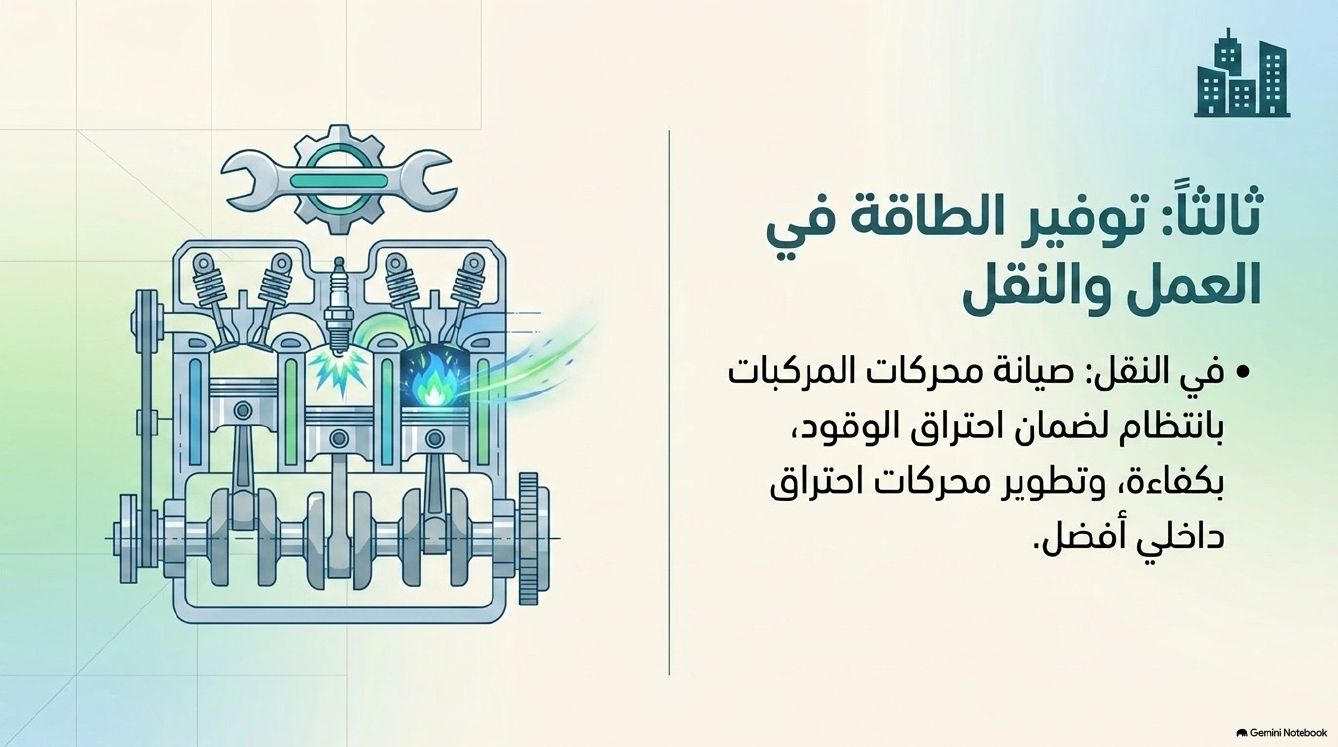 ثالثاً: توفير الطاقة في
العمل والنقل
• في النقل: صيانة محركات المركبات
بانتظام لضمان احتراق الوقود،
بكفاءة، وتطوير محركات احتراق
داخلي أفضل.
Gemini Notebook